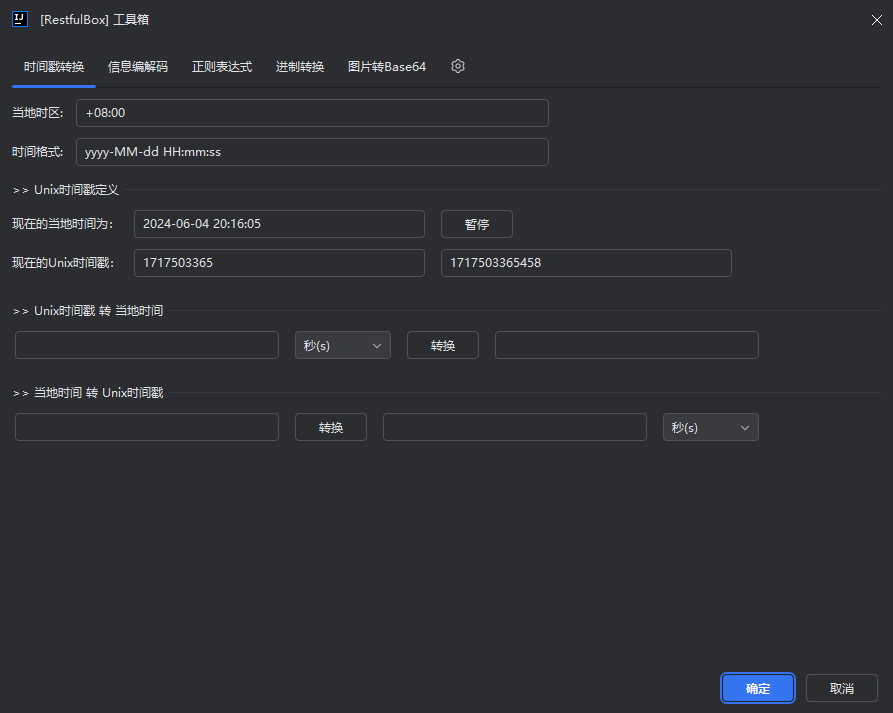 IJ [RestfulBox] 工具箱
时间戳转换 信息编解码 正则表达式 进制转换 图片转Base64
当地时区: +08:00
时间格式: yyyy-MM-dd HH:mm:ss
>> Unix时间戳定义
现在的当地时间为: 2024-06-04 20:16:05 暂停
现在的Unix时间戳: 1717503365 1717503365458
>> Unix时间戳 转 当地时间
秒(s) 转换
>> 当地时间 转 Unix时间戳
转换 秒(s)
确定 取消